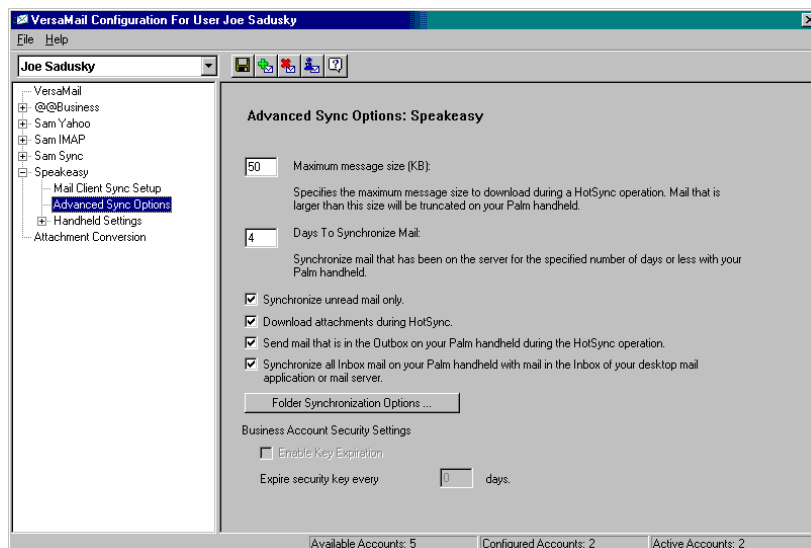 VersaMail Configuration For User Joe Sadusky
File Help
Joe Sadusky
VersaMail
@@Business
Sam Yahoo
Sam IMAP
Sam Sync
Speakeasy
Mail Client Sync Setup
Advanced Sync Options
Handheld Settings
Attachment Conversion
Advanced Sync Options: Speakeasy
50 Maximum message size (KB):
Specifies the maximum message size to download during a HotSync operation. Mail that is
larger than this size will be truncated on your Palm handheld.
4 Days To Synchronize Mail:
Synchronize mail that has been on the server for the specified number of days or less with your
Palm handheld.
Synchronize unread mail only.
Download attachments during HotSync.
Send mail that is in the Outbox on your Palm handheld during the HotSync operation.
Synchronize all Inbox mail on your Palm handheld with mail in the Inbox of your desktop mail
application or mail server.
Folder Synchronization Options ...
Business Account Security Settings
Enable Key Expiration
Expire security key every 0 days.
Available Accounts: 5 Configured Accounts: 2 Active Accounts: 2